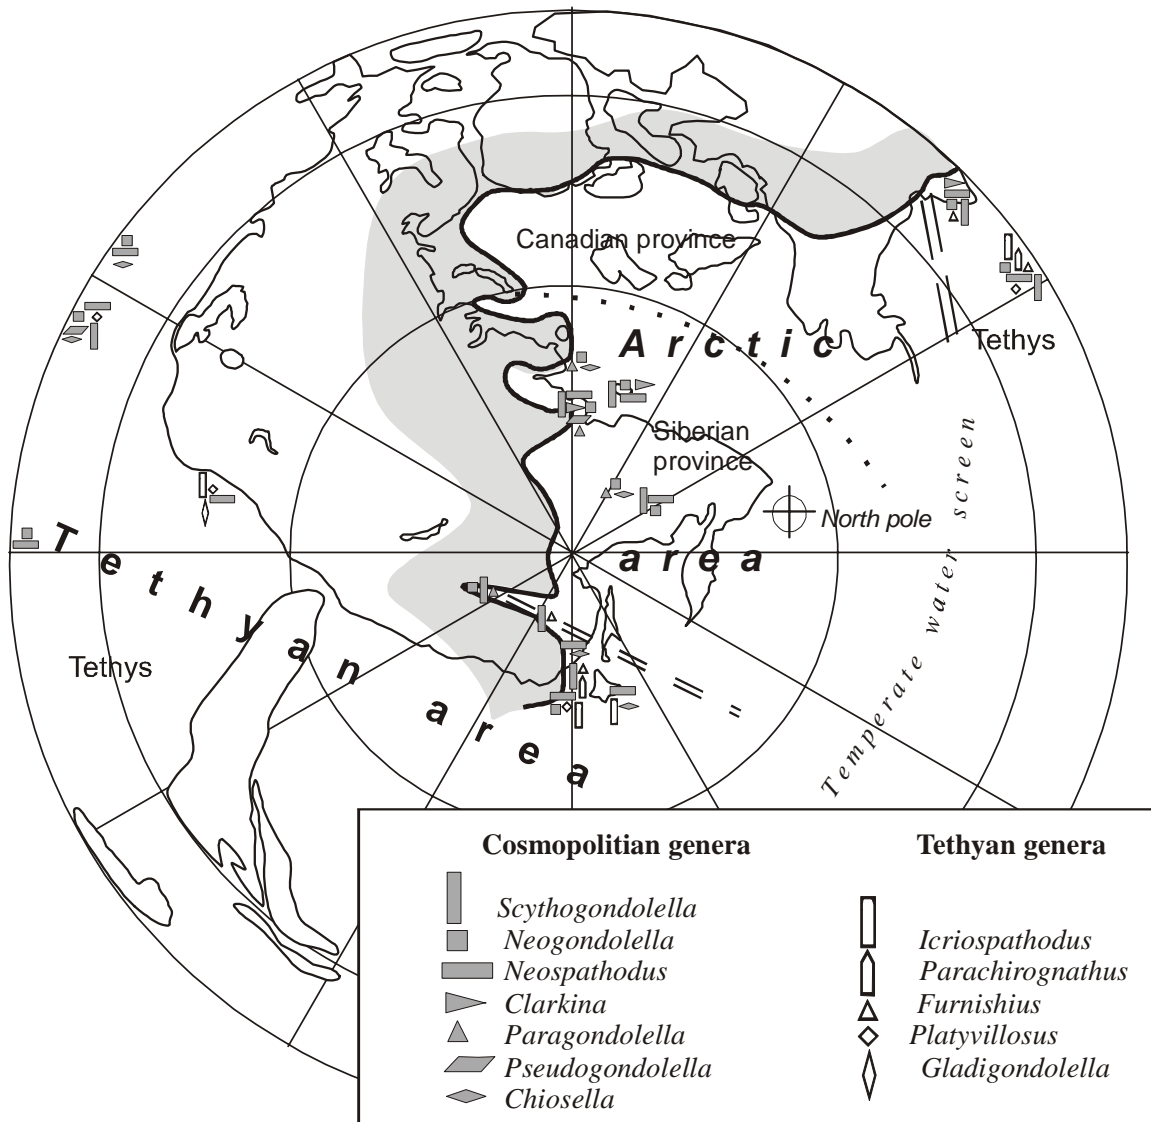 Canadian province
Arctic
Tethys
Siberian
province
North pole
area
Temperate water screen
Tethyan area
Tethys
Cosmopolitian genera
Scythogondolella
Neogondolella
Neospathodus
Clarkina
Paragondolella
Pseudogondolella
Chiosella
Tethyan genera
Icriospathodus
Parachirognathus
Furnishius
Platyvillosus
Gladigondolella